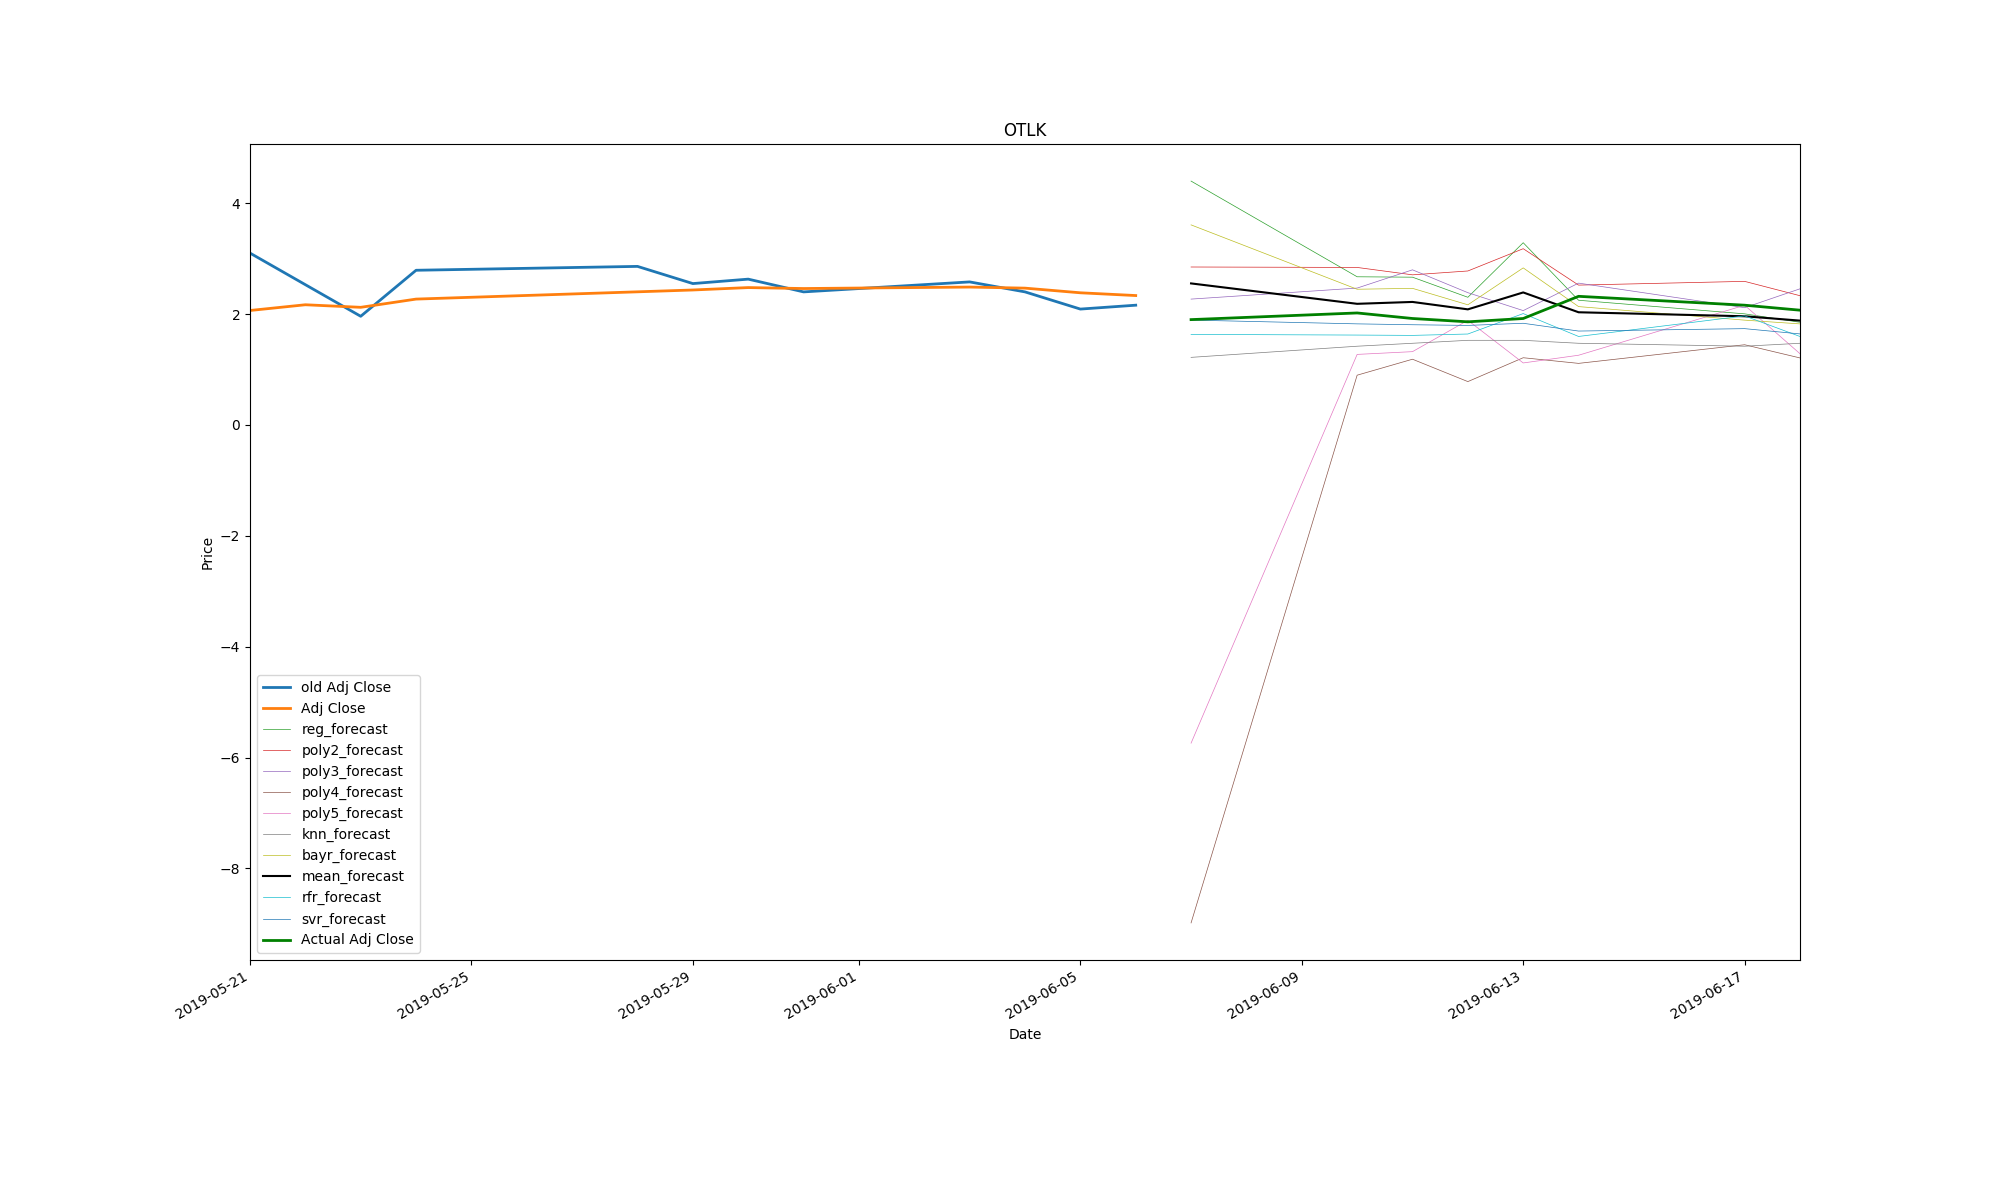 OTLK
4
2
0
−2
−4
−6
−8
Price
old Adj Close
Adj Close
reg_forecast
poly2_forecast
poly3_forecast
poly4_forecast
poly5_forecast
knn_forecast
bayr_forecast
mean_forecast
rfr_forecast
svr_forecast
Actual Adj Close
2019-05-21
2019-05-25
2019-05-29
2019-06-01
2019-06-05
2019-06-09
2019-06-13
2019-06-17
Date